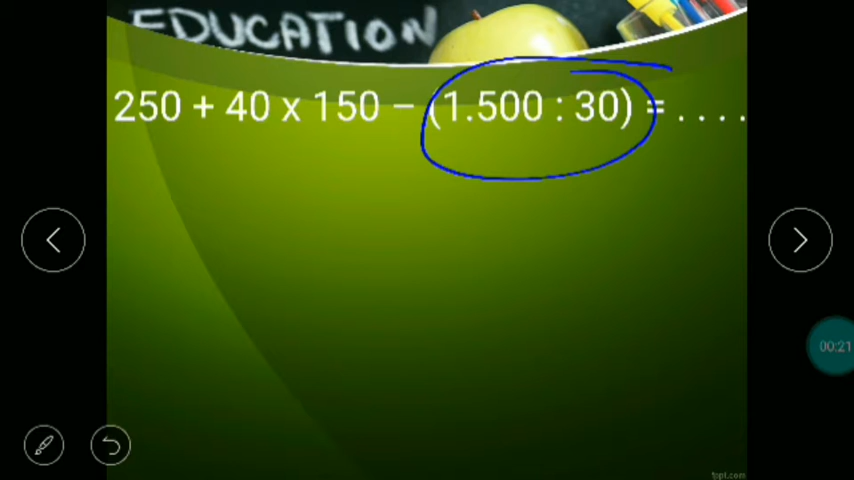 EDUCATION
250 + 40 x 150 − (1.500 : 30) = . . . .
00:21
fppt.com